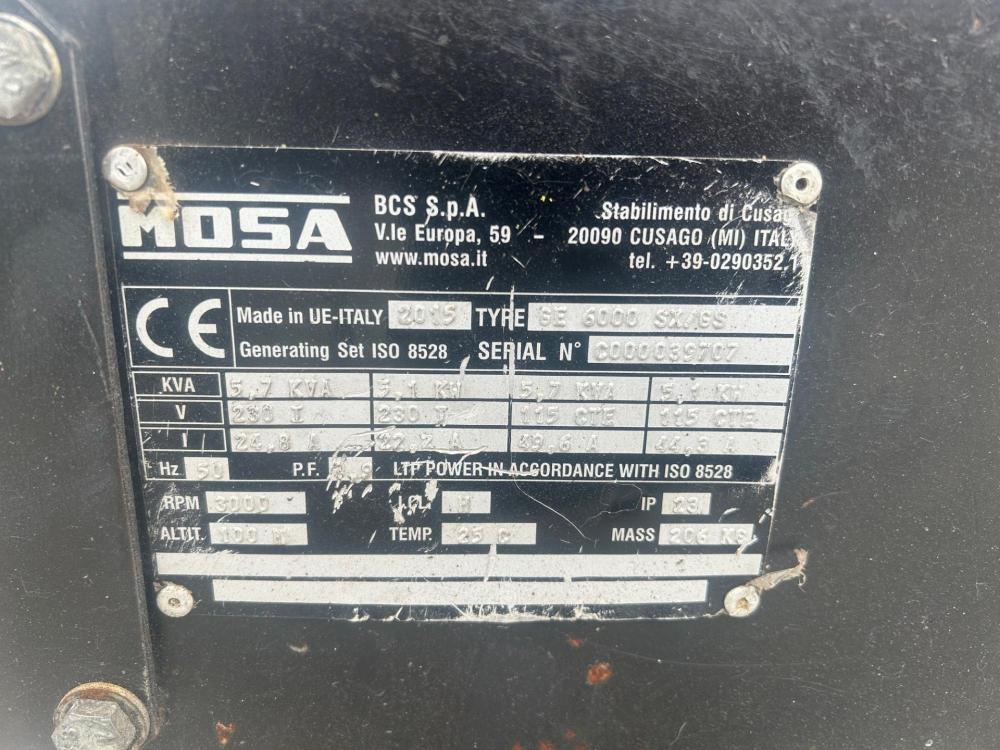 MOSA
BCS S.p.A.
V.le Europa, 59 -
www.mosa.it
Stabilimento di Cusag
20090 CUSAGO (MI) ITAL
tel. +39-0290352.1
CE
Made in UE-ITALY 2015 TYPE GE 6000 SX/GS
Generating Set ISO 8528 SERIAL N° C000039707
KVA 5,7 KVA 5,1 KW 5,7 KVA 5,1 KW
V 230 I 230 115 CTE 115 CTE
I 24,8 A 22,2 A 49,6 A 44,3 A
Hz 50 P.F. LTP POWER IN ACCORDANCE WITH ISO 8528
RPM 3000 I.CL. H IP 23
ALTIT. 100 M TEMP. 25 C MASS 206 KG